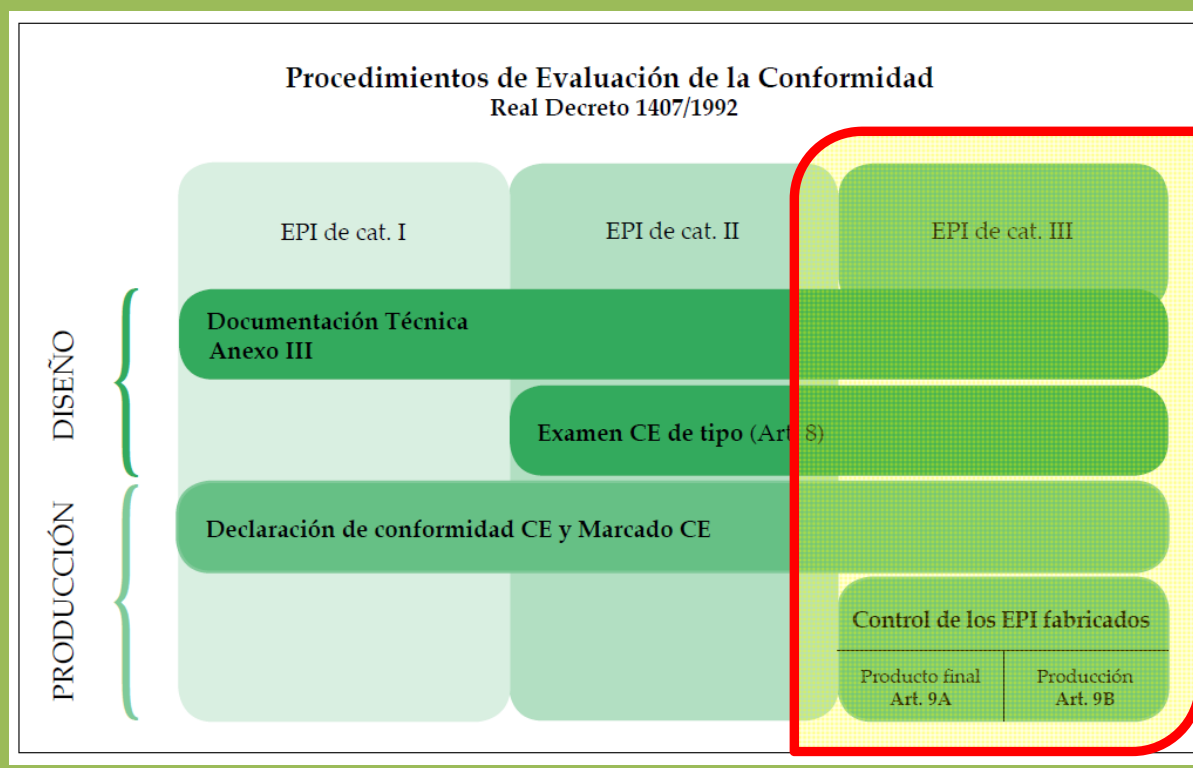 Procedimientos de Evaluación de la Conformidad
Real Decreto 1407/1992
EPI de cat. I
EPI de cat. II
EPI de cat. III
DISEÑO
Documentación Técnica
Anexo III
Examen CE de tipo (Art. 8)
PRODUCCIÓN
Declaración de conformidad CE y Marcado CE
Control de los EPI fabricados
Producto final
Art. 9A
Producción
Art. 9B